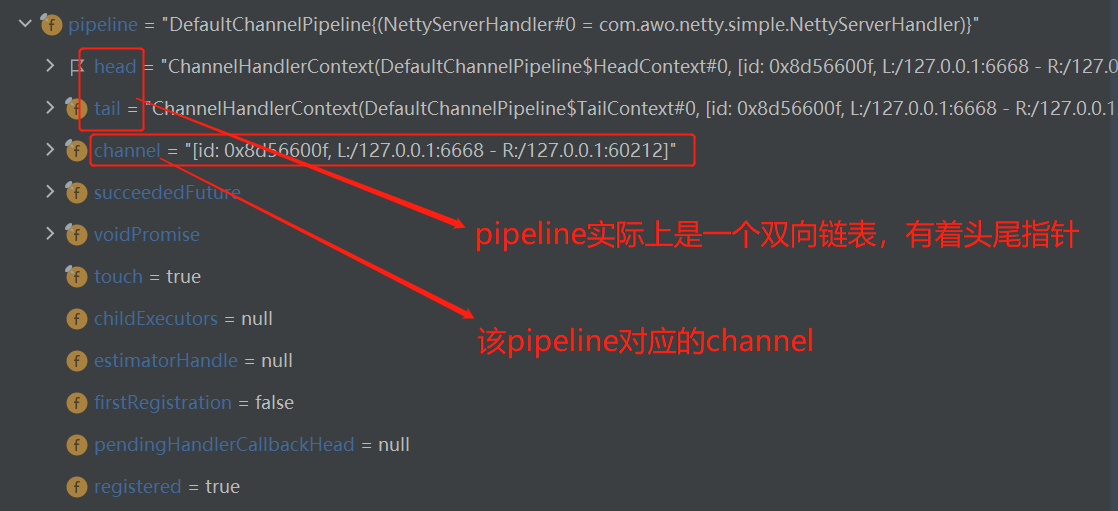 pipeline = "DefaultChannelPipeline{(NettyServerHandler#0 = com.awo.netty.simple.NettyServerHandler)}"
head = "ChannelHandlerContext(DefaultChannelPipeline$HeadContext#0, [id: 0x8d56600f, L:/127.0.0.1:6668 - R:/127.0
tail = "ChannelHandlerContext(DefaultChannelPipeline$TailContext#0, [id: 0x8d56600f, L:/127.0.0.1:6668 - R:/127.0.0.1
channel = "[id: 0x8d56600f, L:/127.0.0.1:6668 - R:/127.0.0.1:60212]"
succeededFuture
voidPromise
pipeline实际上是一个双向链表，有着头尾指针
touch = true
childExecutors = null
该pipeline对应的channel
estimatorHandle = null
firstRegistration = false
pendingHandlerCallbackHead = null
registered = true